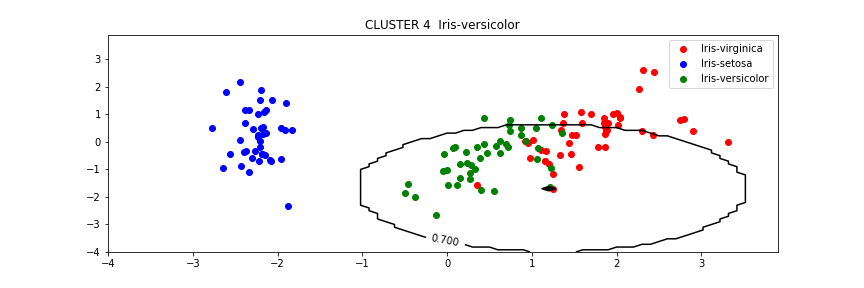 CLUSTER 4  Iris-versicolor
Iris-virginica
Iris-setosa
Iris-versicolor
3
2
1
0
−1
−2
−3
−4
0.700
−4 −3 −2 −1 0 1 2 3